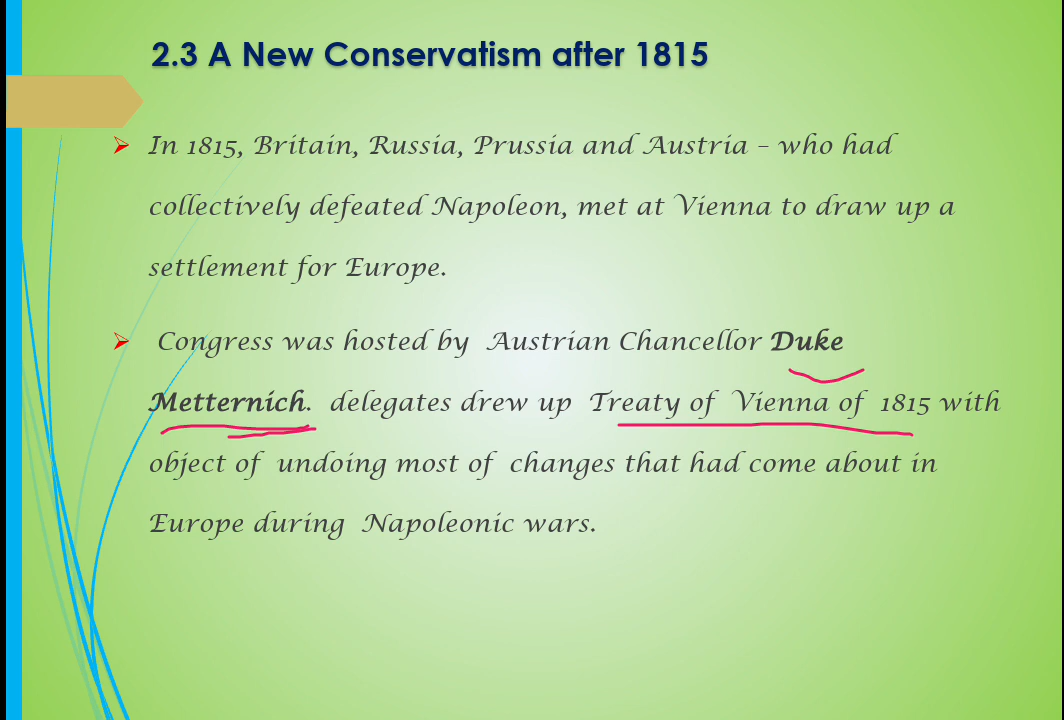 2.3 A New Conservatism after 1815
In 1815, Britain, Russia, Prussia and Austria – who had
collectively defeated Napoleon, met at Vienna to draw up a
settlement for Europe.
Congress was hosted by Austrian Chancellor Duke
Metternich. delegates drew up Treaty of Vienna of 1815 with
object of undoing most of changes that had come about in
Europe during Napoleonic wars.